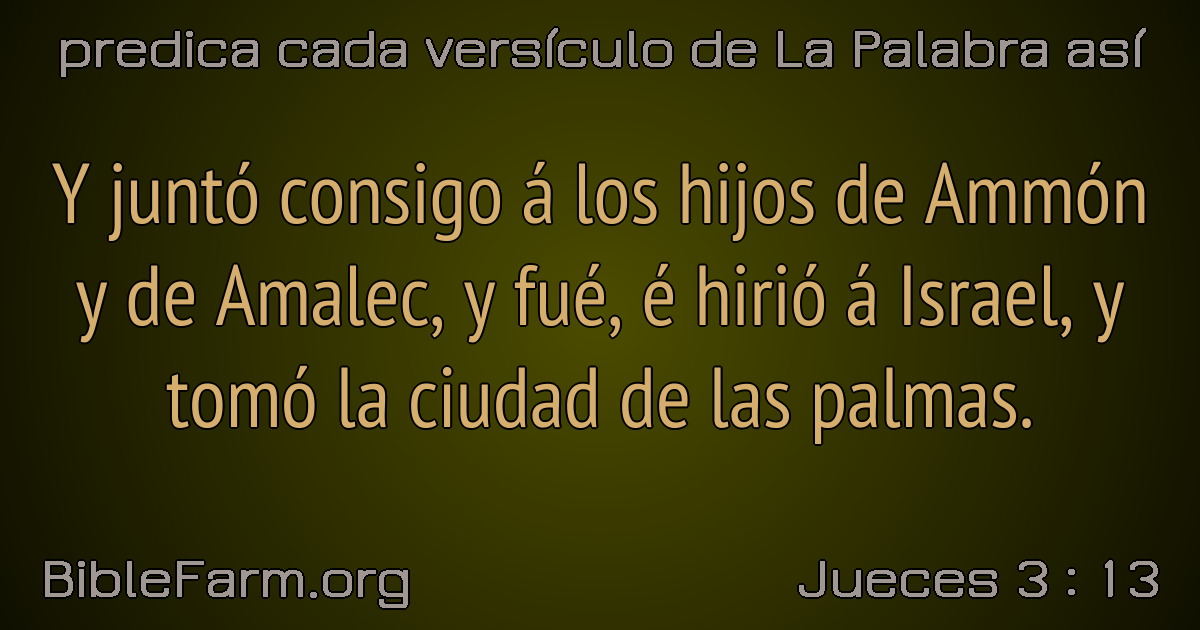 predica cada versículo de La Palabra así
Y juntó consigo á los hijos de Ammón
y de Amalec, y fué, é hirió á Israel, y
tomó la ciudad de las palmas.
BibleFarm.org
Jueces 3 : 13